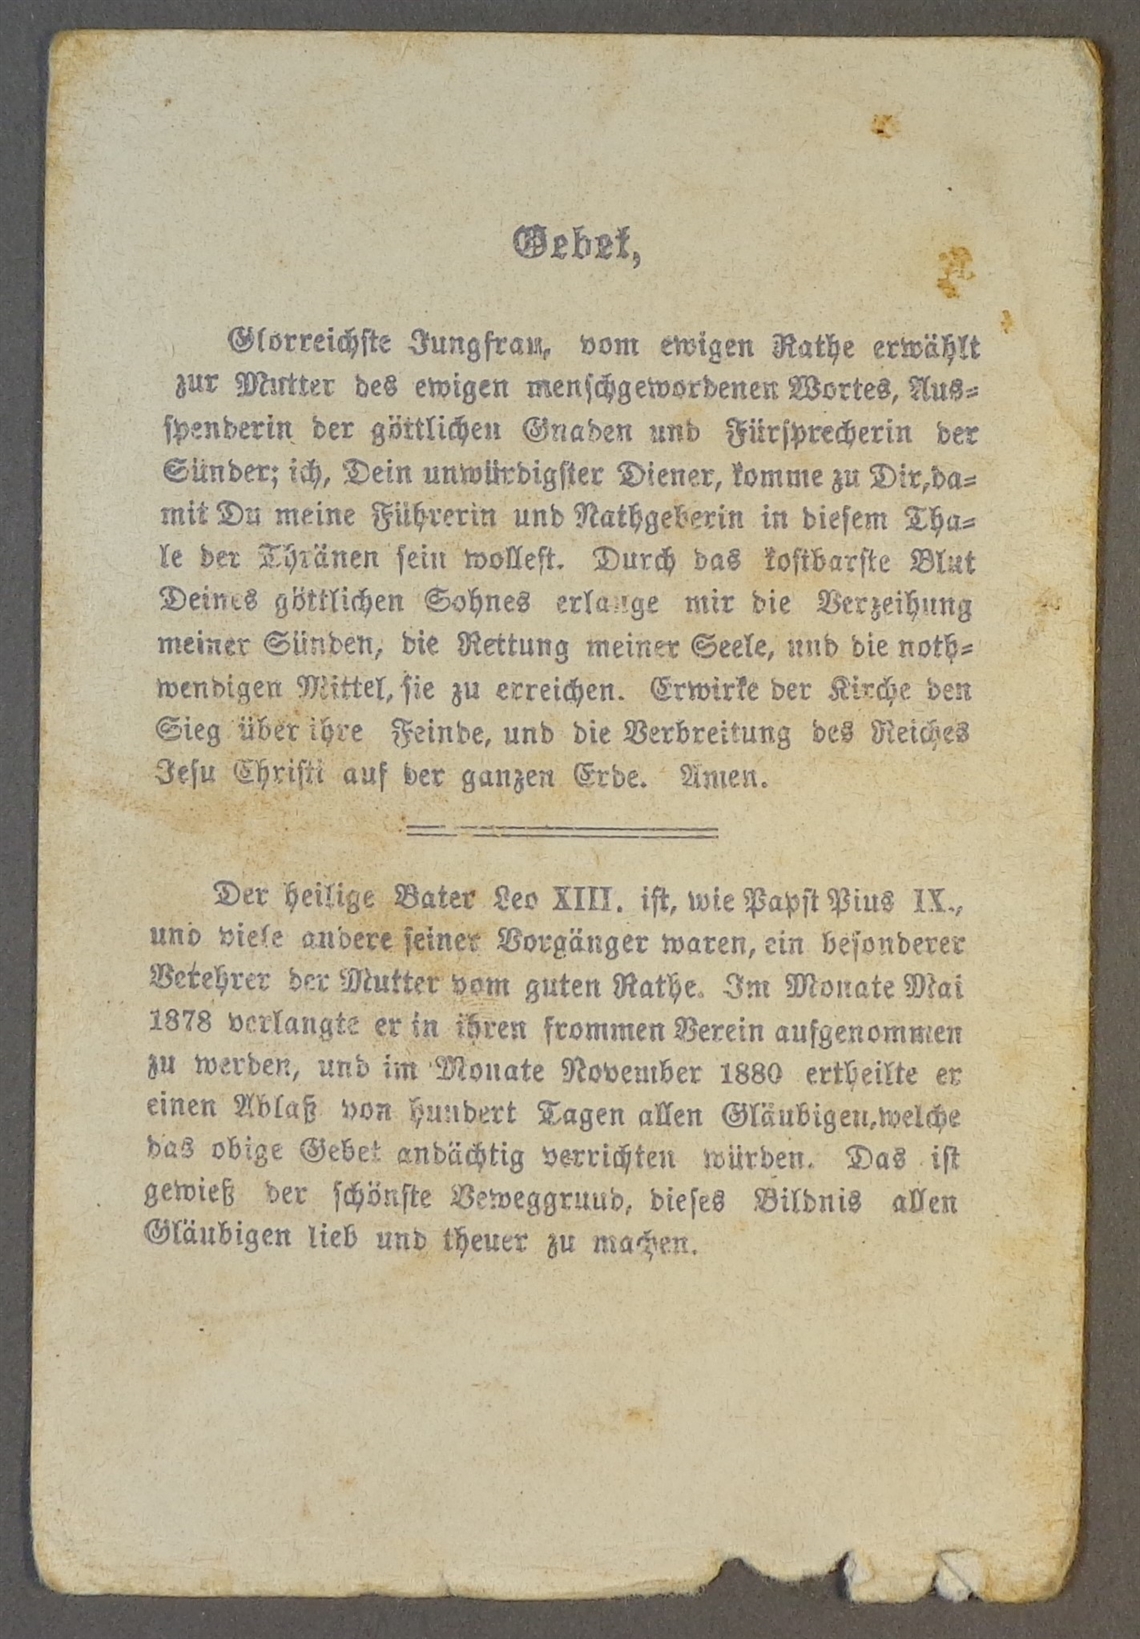 Gebet,
Glorreichste Jungfrau, vom ewigen Rathe erwählt
zur Mutter des ewigen menschgewordenen Wortes, Aus=
spenderin der göttlichen Gnaden und Fürsprecherin der
Sünder; ich, Dein unwürdigster Diener, komme zu Dir, da=
mit Du meine Führerin und Rathgeberin in diesem Tha=
le der Thränen sein wollest. Durch das kostbarste Blut
Deines göttlichen Sohnes erlange mir die Verzeihung
meiner Sünden, die Rettung meiner Seele, und die noth=
wendigen Mittel, sie zu erreichen. Erwirke der Kirche den
Sieg über ihre Feinde, und die Verbreitung des Reiches
Jesu Christi auf der ganzen Erde. Amen.
Der heilige Vater Leo XIII. ist, wie Papst Pius IX.,
und viele andere seiner Vorgänger waren, ein besonderer
Verehrer der Mutter vom guten Rathe. Im Monate Mai
1878 verlangte er in ihren frommen Verein aufgenommen
zu werden, und im Monate November 1880 ertheilte er
einen Ablaß von hundert Tagen allen Gläubigen, welche
das obige Gebet andächtig verrichten würden. Das ist
gewieß der schönste Beweggruud, dieses Bildnis allen
Gläubigen lieb und theuer zu machen.